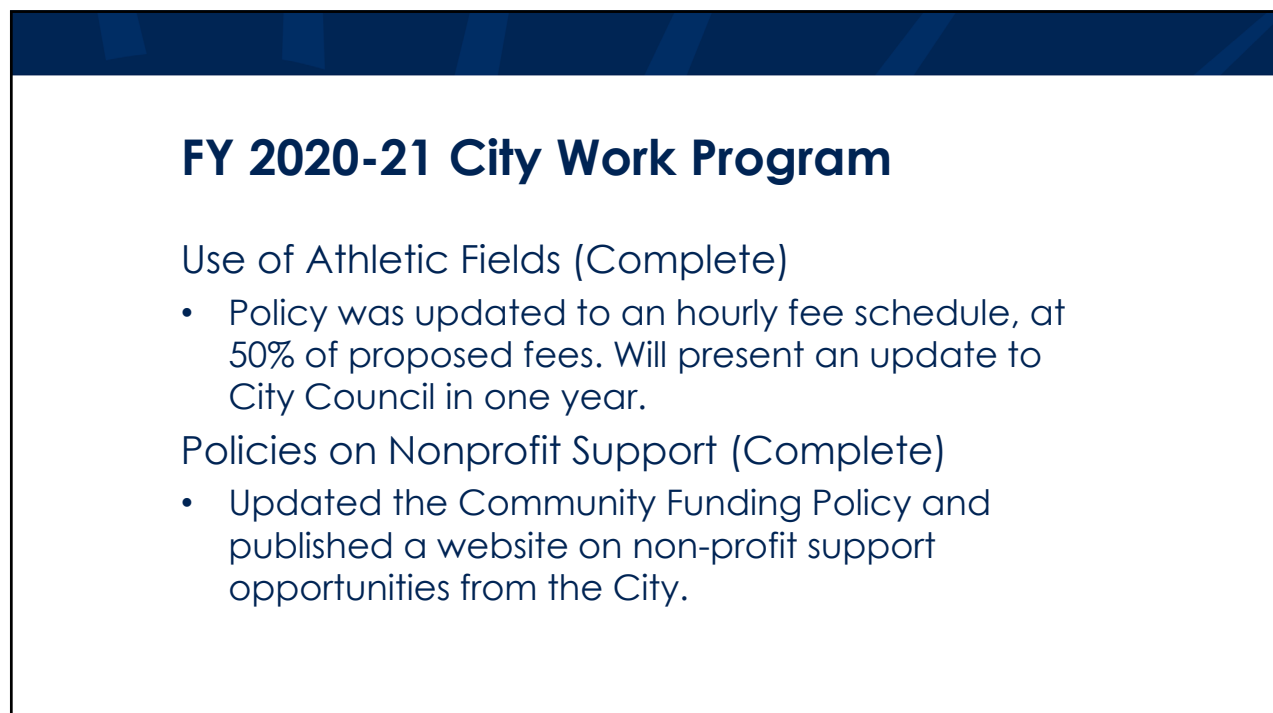 FY 2020-21 City Work Program
Use of Athletic Fields (Complete)
• Policy was updated to an hourly fee schedule, at
50% of proposed fees. Will present an update to
City Council in one year.
Policies on Nonprofit Support (Complete)
• Updated the Community Funding Policy and
published a website on non-profit support
opportunities from the City.